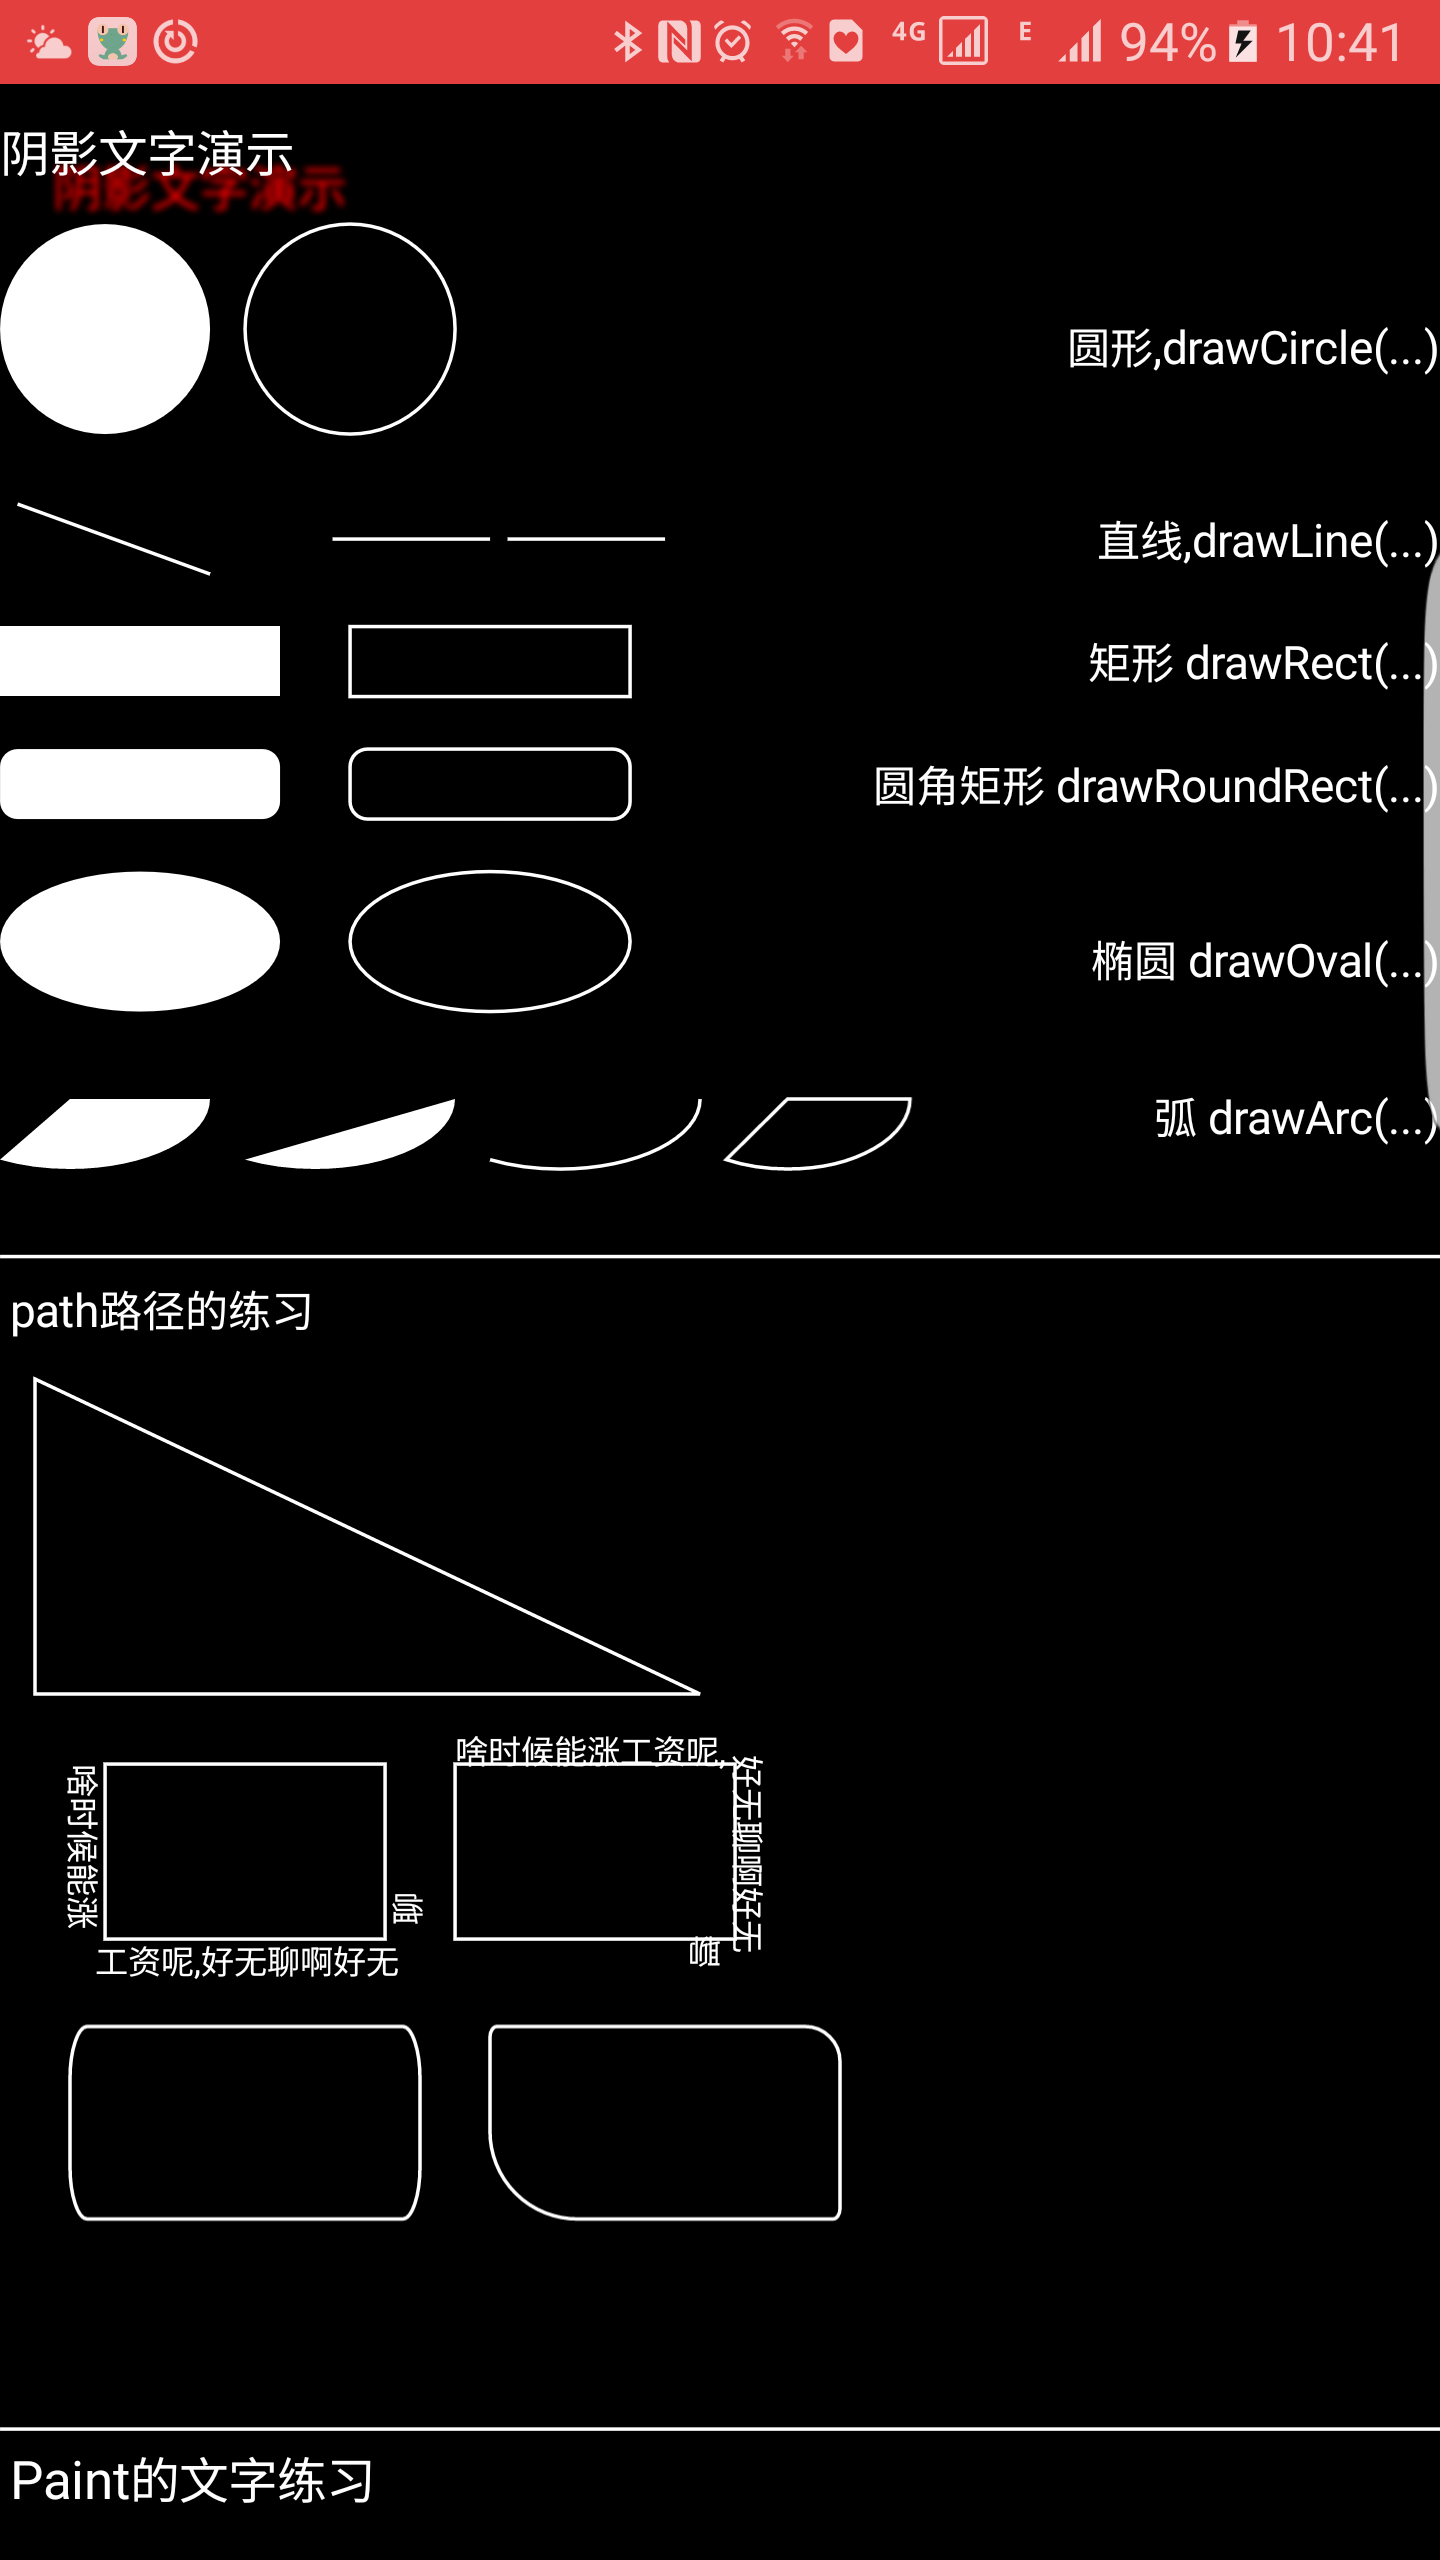 4G E 94% 10:41
阴影文字演示
阴影文字演示
圆形,drawCircle(...)
直线,drawLine(...)
矩形 drawRect(...)
圆角矩形 drawRoundRect(...)
椭圆 drawOval(...)
弧 drawArc(...)
path路径的练习
啥时候能涨
工资呢,好无聊啊好无
聊
啥时候能涨工资呢,
好无聊啊好无
聊
Paint的文字练习